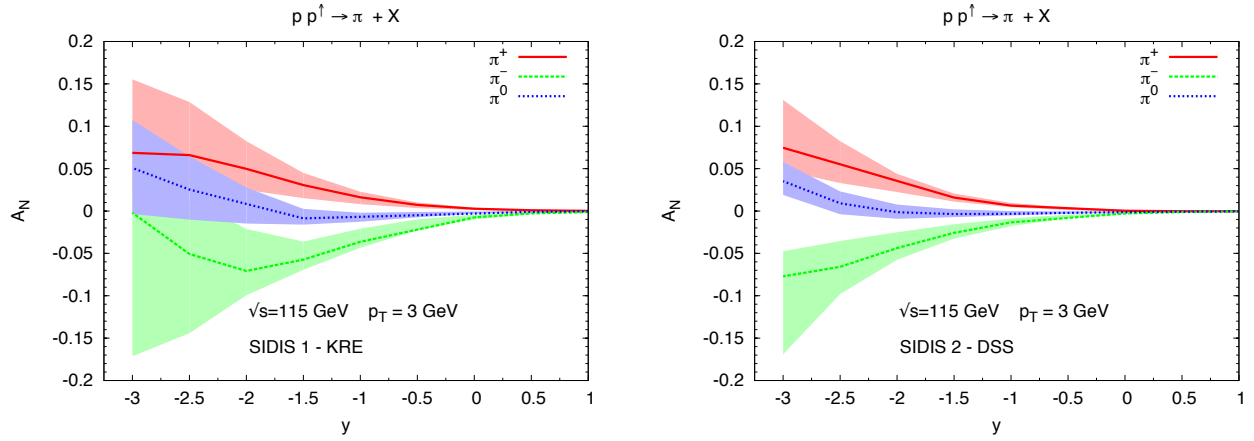 p p↑ → π + X
π+
π−
π0
0.2
0.15
0.1
0.05
0
-0.05
-0.1
-0.15
-0.2
A_N
√s=115 GeV p_T = 3 GeV
SIDIS 1 - KRE
-3 -2.5 -2 -1.5 -1 -0.5 0 0.5 1
y
p p↑ → π + X
π+
π−
π0
0.2
0.15
0.1
0.05
0
-0.05
-0.1
-0.15
-0.2
A_N
√s=115 GeV p_T = 3 GeV
SIDIS 2 - DSS
-3 -2.5 -2 -1.5 -1 -0.5 0 0.5 1
y